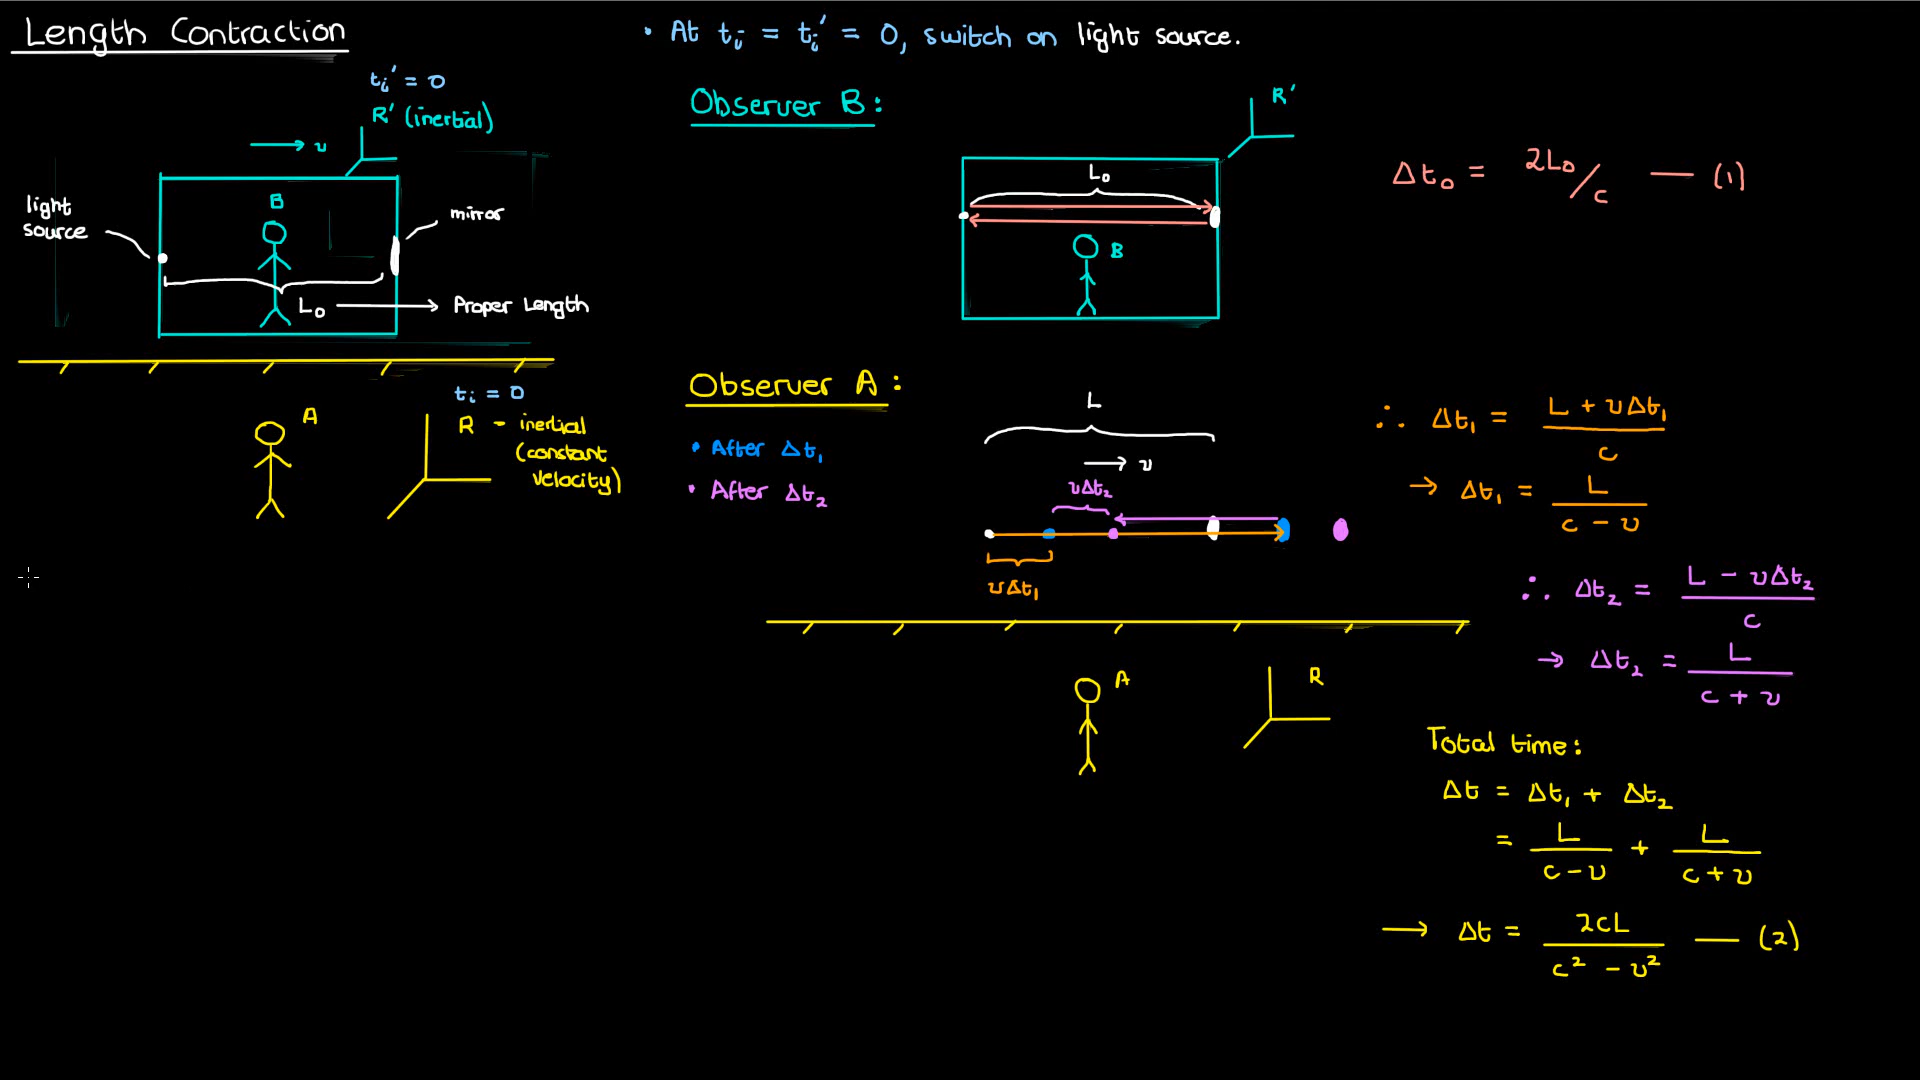 Length Contraction
• At tᵢ = tᵢ' = 0, switch on light source.
tᵢ' = 0
R' (inertial)
v
light source
B
mirror
L₀ → Proper Length
tᵢ = 0
A
R - inertial
(constant
velocity)
Observer B:
R'
L₀
B
Δt₀ = 2L₀/c — (1)
Observer A:
• After Δt₁
• After Δt₂
L
→ v
vΔt₂
vΔt₁
A
R
∴ Δt₁ = (L + vΔt₁)/c
→ Δt₁ = L/(c - v)
∴ Δt₂ = (L - vΔt₂)/c
→ Δt₂ = L/(c + v)
Total time:
Δt = Δt₁ + Δt₂
= L/(c - v) + L/(c + v)
→ Δt = 2cL/(c² - v²) — (2)